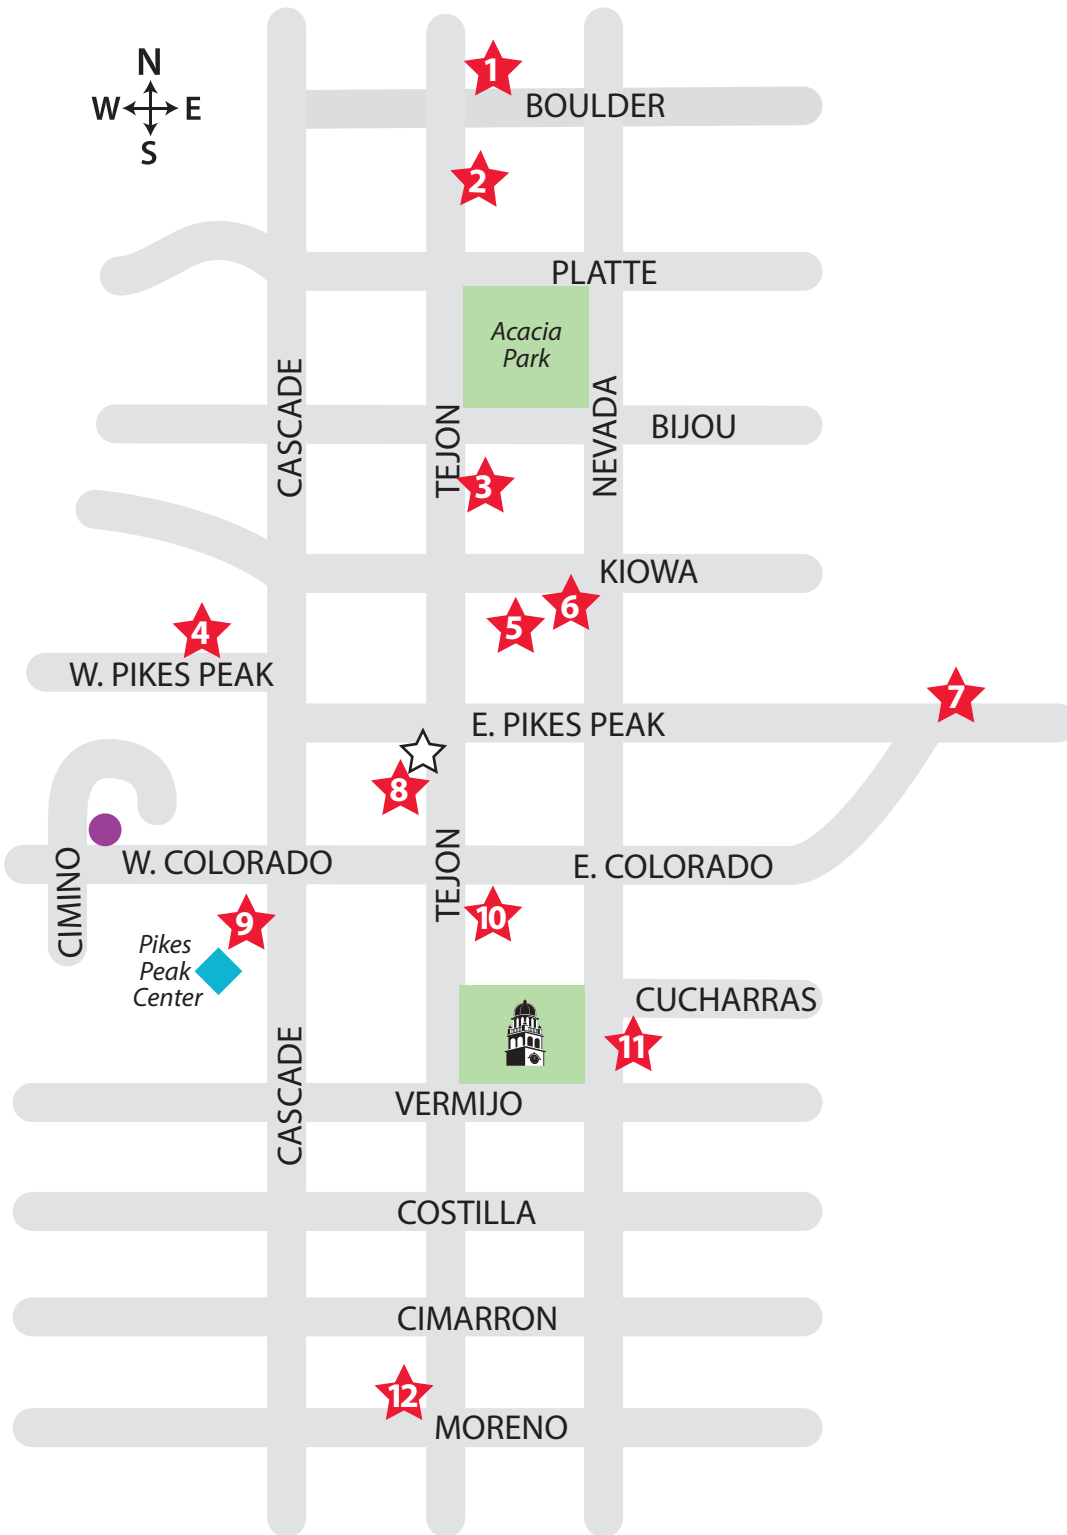 N
W E
S
1
BOULDER
2
PLATTE
Acacia
Park
CASCADE
TEJON
NEVADA
BIJOU
3
KIOWA
6
5
4
W. PIKES PEAK
7
E. PIKES PEAK
8
CIMINO
W. COLORADO
TEJON
E. COLORADO
9
10
Pikes
Peak
Center
CUCHARRAS
11
CASCADE
VERMIJO
COSTILLA
CIMARRON
12
MORENO